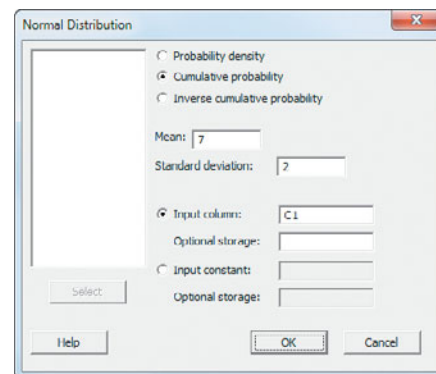 Normal Distribution
Probability density
Cumulative probability
Inverse cumulative probability
Mean: 7
Standard deviation: 2
Input column: C1
Optional storage:
Input constant:
Optional storage:
Select
Help OK Cancel